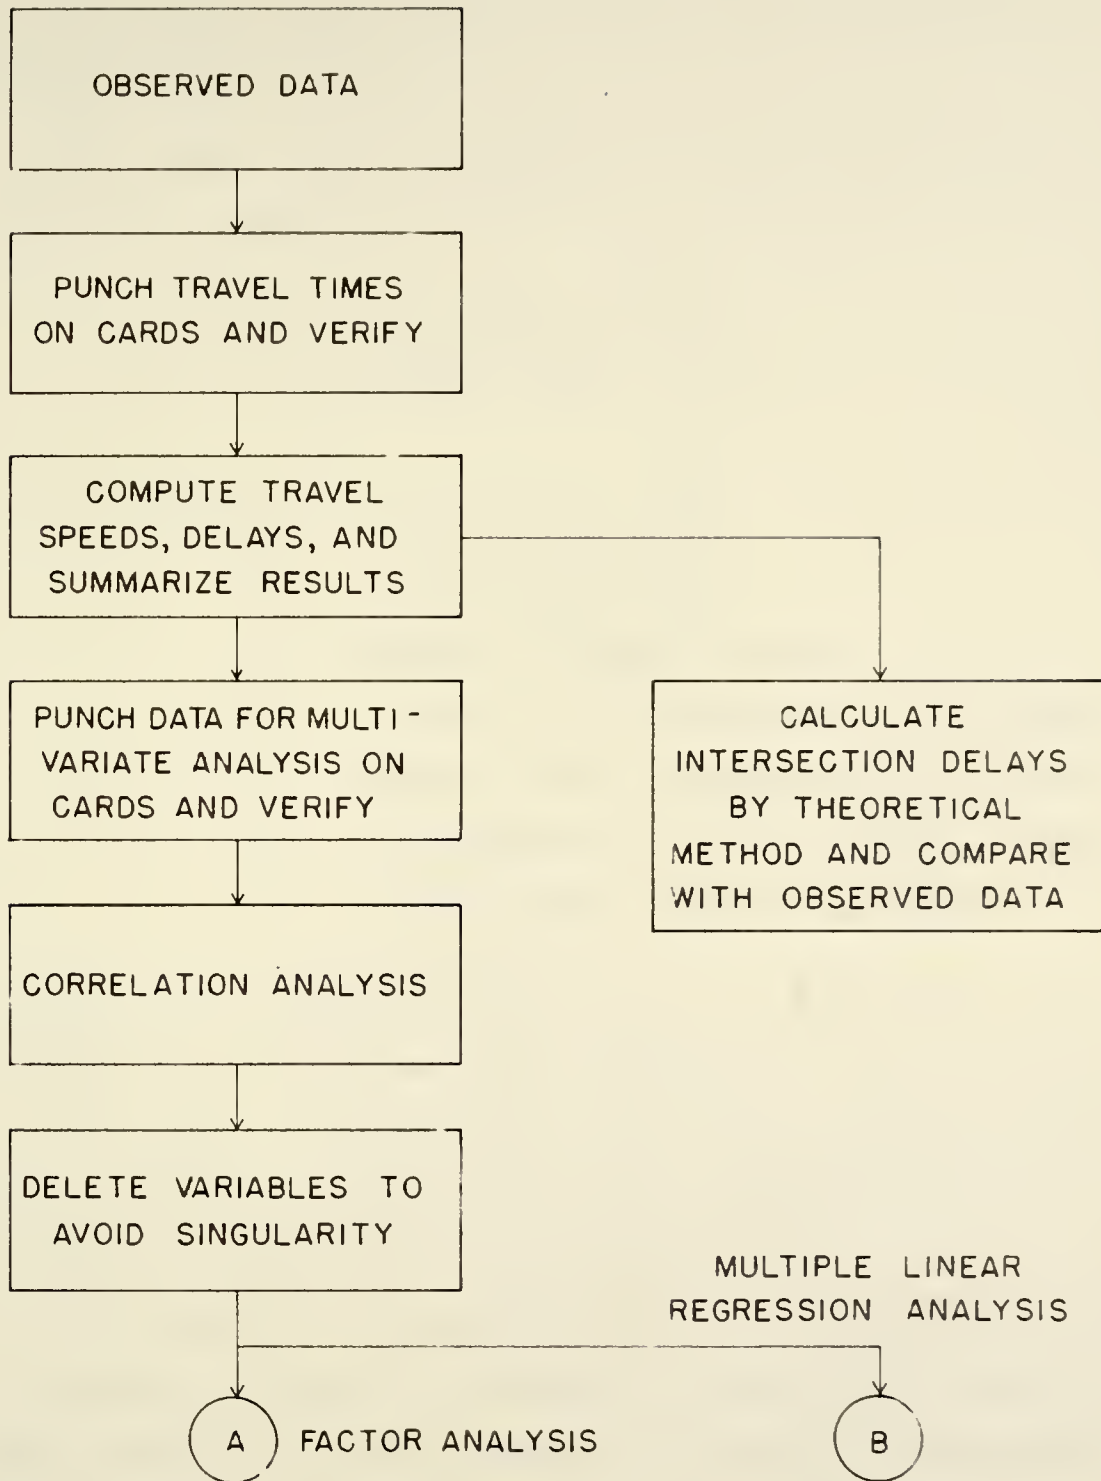 OBSERVED DATA
PUNCH TRAVEL TIMES
ON CARDS AND VERIFY
COMPUTE TRAVEL
SPEEDS, DELAYS, AND
SUMMARIZE RESULTS
PUNCH DATA FOR MULTI-
VARIATE ANALYSIS ON
CARDS AND VERIFY
CALCULATE
INTERSECTION DELAYS
BY THEORETICAL
METHOD AND COMPARE
WITH OBSERVED DATA
CORRELATION ANALYSIS
DELETE VARIABLES TO
AVOID SINGULARITY
MULTIPLE LINEAR
REGRESSION ANALYSIS
A FACTOR ANALYSIS
B